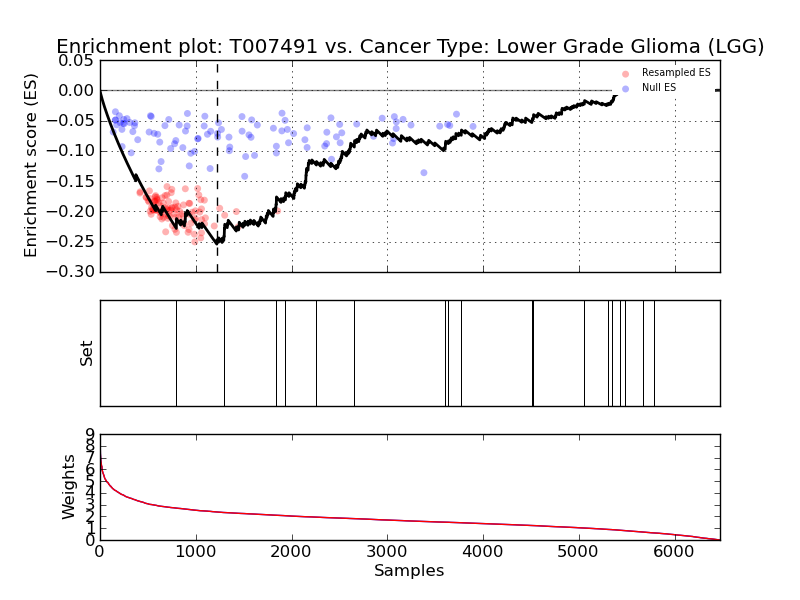 Enrichment plot: T007491 vs. Cancer Type: Lower Grade Glioma (LGG)
Enrichment score (ES)
0.05
0.00
−0.05
−0.10
−0.15
−0.20
−0.25
−0.30
Resampled ES
Null ES
Set
Weights
9
8
7
6
5
4
3
2
1
0
0 1000 2000 3000 4000 5000 6000
Samples